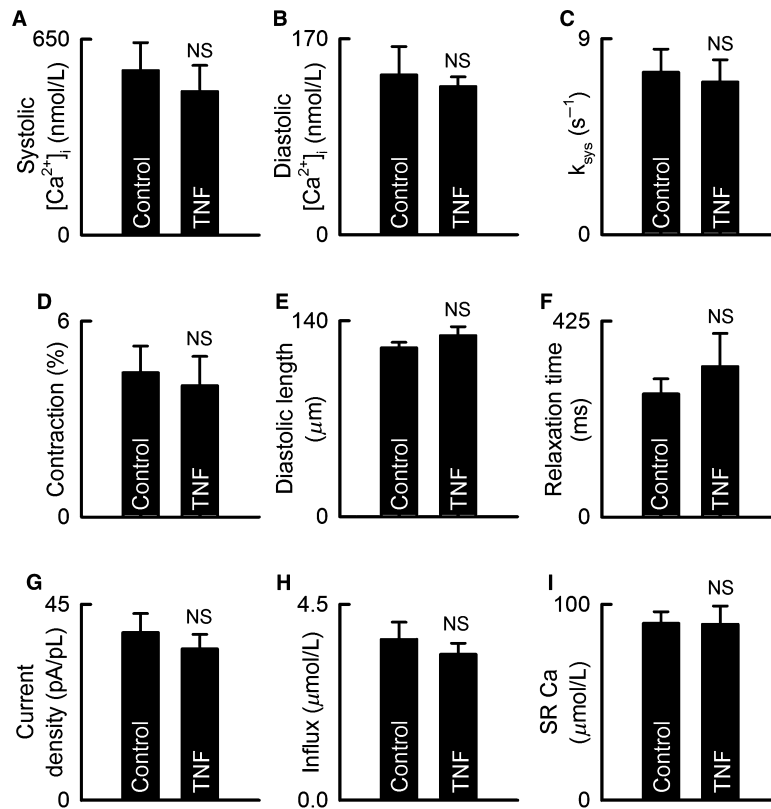 A
650
Systolic
[Ca²⁺]ᵢ (nmol/L)
NS
Control
TNF
0
B
170
Diastolic
[Ca²⁺]ᵢ (nmol/L)
NS
Control
TNF
0
C
9
kₛᵧₛ (s⁻¹)
NS
Control
TNF
0
D
6
Contraction (%)
NS
Control
TNF
0
E
140
Diastolic length
(μm)
NS
Control
TNF
0
F
425
Relaxation time
(ms)
NS
Control
TNF
0
G
45
Current
density (pA/pL)
NS
Control
TNF
0
H
4.5
Influx (μmol/L)
NS
Control
TNF
0.0
I
100
SR Ca
(μmol/L)
NS
Control
TNF
0